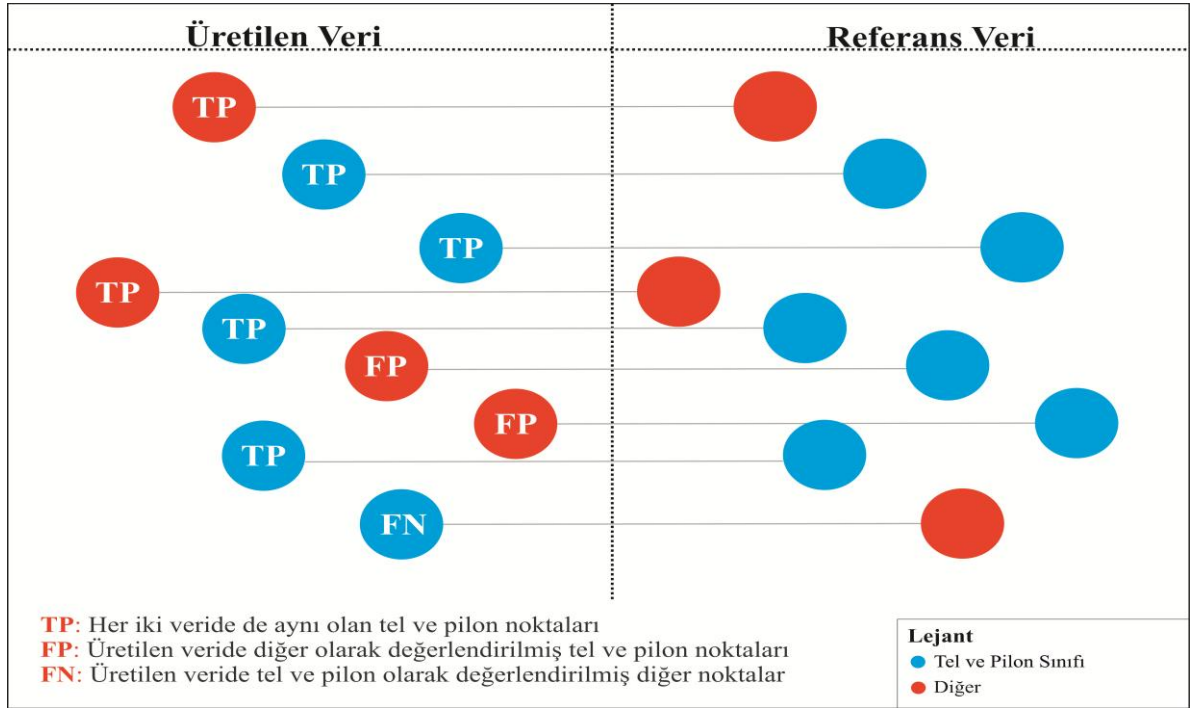 Üretilen Veri
Referans Veri
TP
TP
TP
TP
TP
FP
FP
TP
FN
TP: Her iki veride de aynı olan tel ve pilon noktaları
FP: Üretilen veride diğer olarak değerlendirilmiş tel ve pilon noktaları
FN: Üretilen veride tel ve pilon olarak değerlendirilmiş diğer noktalar
Lejant
Tel ve Pilon Sınıfı
Diğer